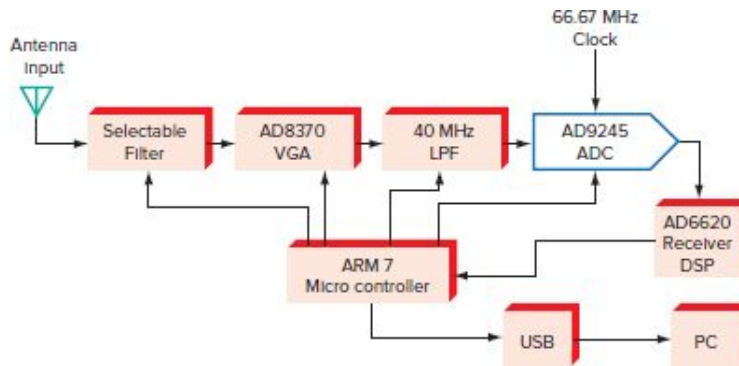 66.67 MHz
Clock
Antenna
input
Selectable
Filter
AD8370
VGA
40 MHz
LPF
AD9245
ADC
AD6620
Receiver
DSP
ARM 7
Micro controller
USB
PC